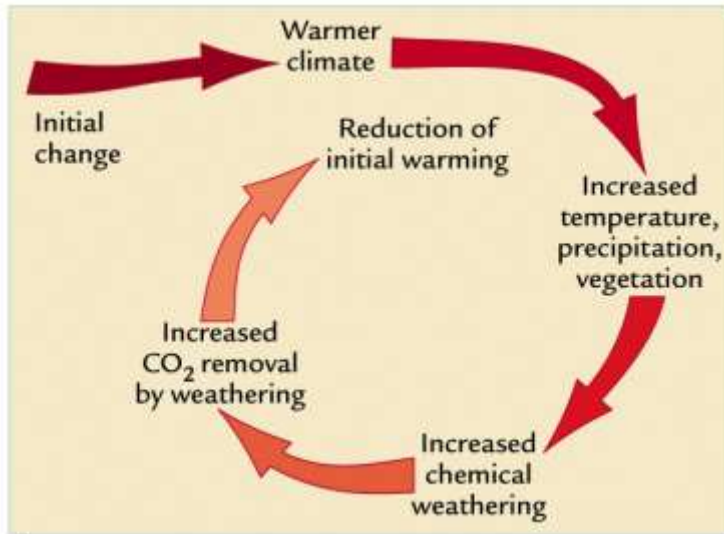 Initial
change
Warmer
climate
Increased
temperature,
precipitation,
vegetation
Increased
chemical
weathering
Increased
CO₂ removal
by weathering
Reduction of
initial warming